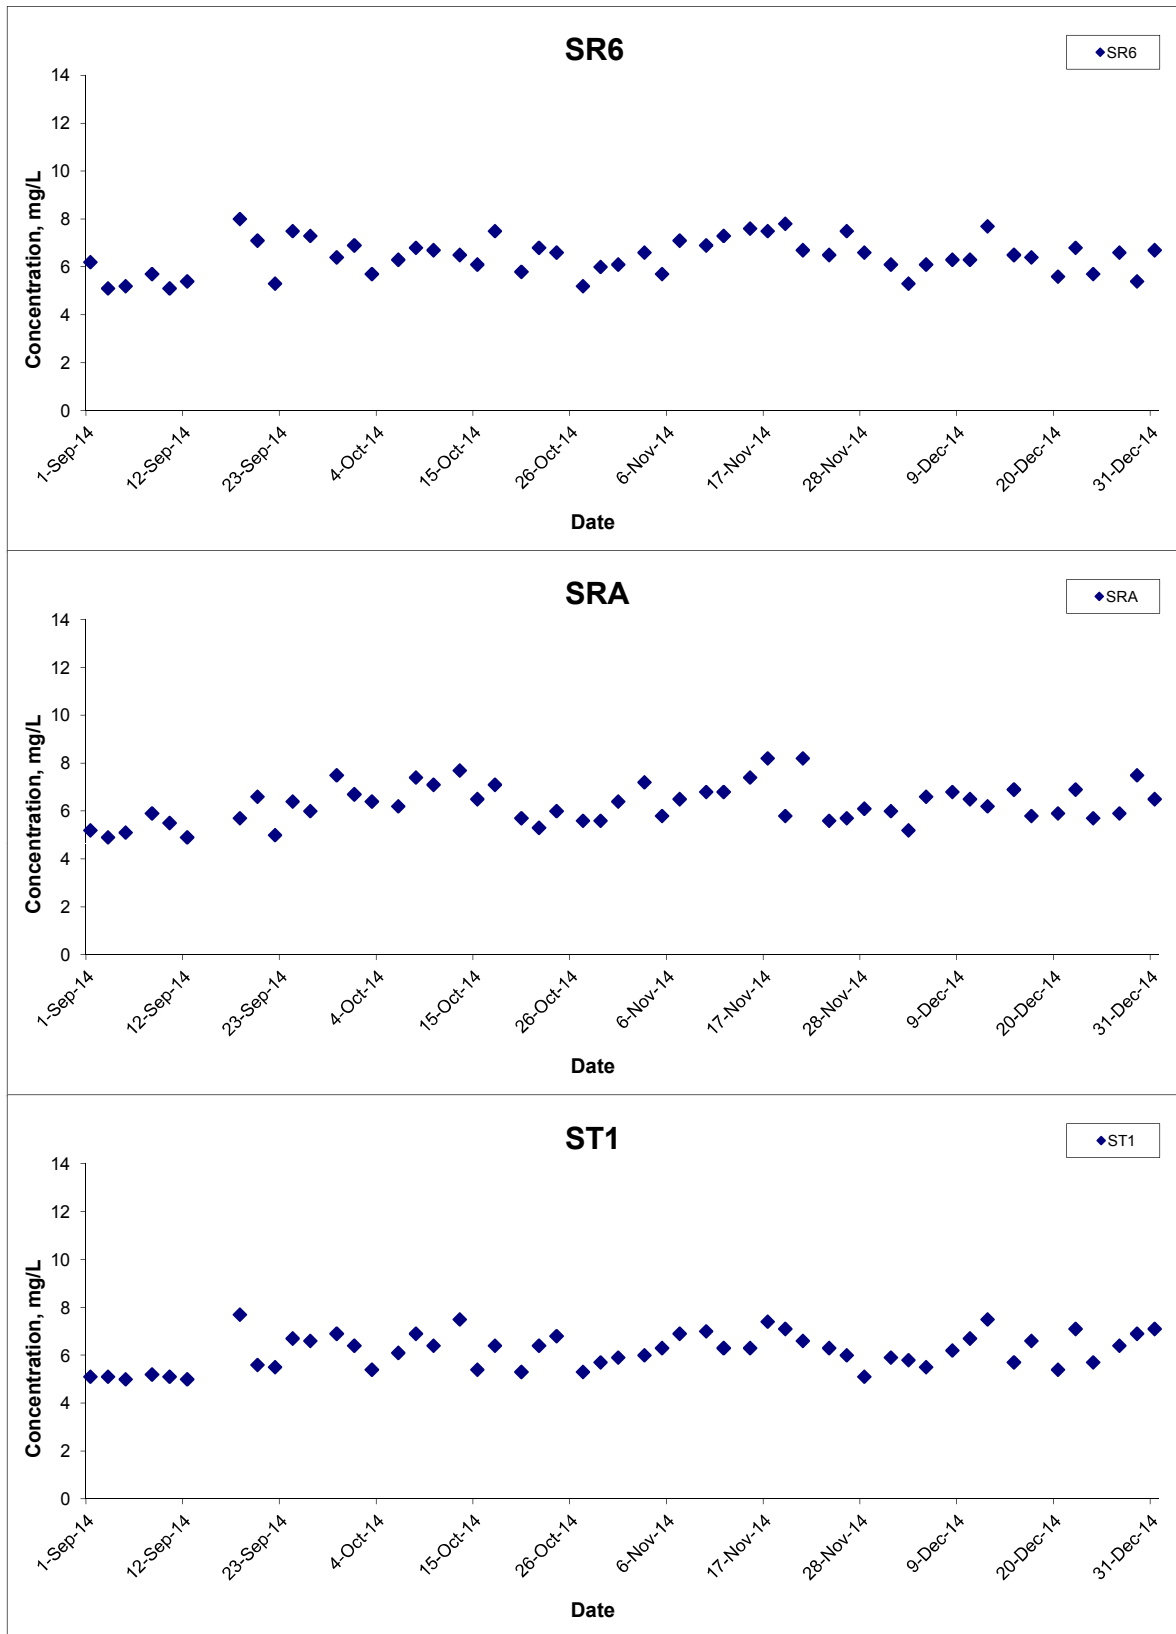 SR6
SR6
Concentration, mg/L
14
12
10
8
6
4
2
0
1-Sep-14
12-Sep-14
23-Sep-14
4-Oct-14
15-Oct-14
26-Oct-14
6-Nov-14
17-Nov-14
28-Nov-14
9-Dec-14
20-Dec-14
31-Dec-14
Date
SRA
SRA
Concentration, mg/L
14
12
10
8
6
4
2
0
1-Sep-14
12-Sep-14
23-Sep-14
4-Oct-14
15-Oct-14
26-Oct-14
6-Nov-14
17-Nov-14
28-Nov-14
9-Dec-14
20-Dec-14
31-Dec-14
Date
ST1
ST1
Concentration, mg/L
14
12
10
8
6
4
2
0
1-Sep-14
12-Sep-14
23-Sep-14
4-Oct-14
15-Oct-14
26-Oct-14
6-Nov-14
17-Nov-14
28-Nov-14
9-Dec-14
20-Dec-14
31-Dec-14
Date